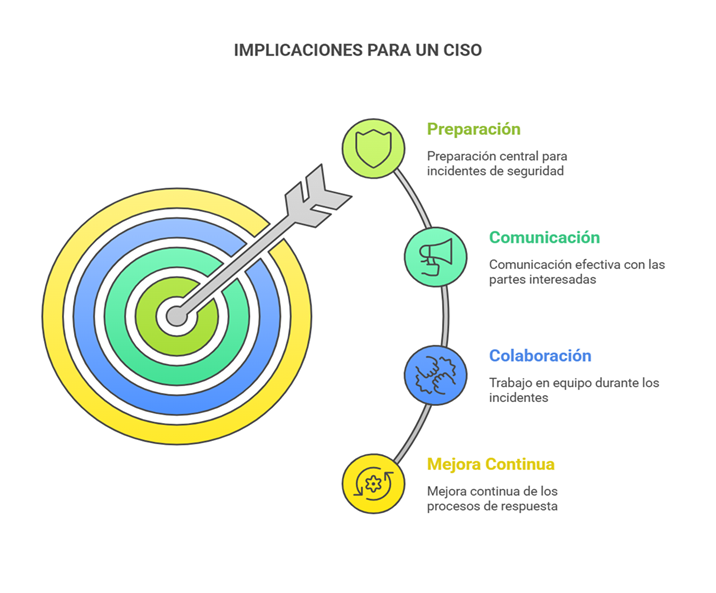 IMPLICACIONES PARA UN CISO
Preparación
Preparación central para
incidentes de seguridad
Comunicación
Comunicación efectiva con las
partes interesadas
Colaboración
Trabajo en equipo durante los
incidentes
Mejora Continua
Mejora continua de los
procesos de respuesta